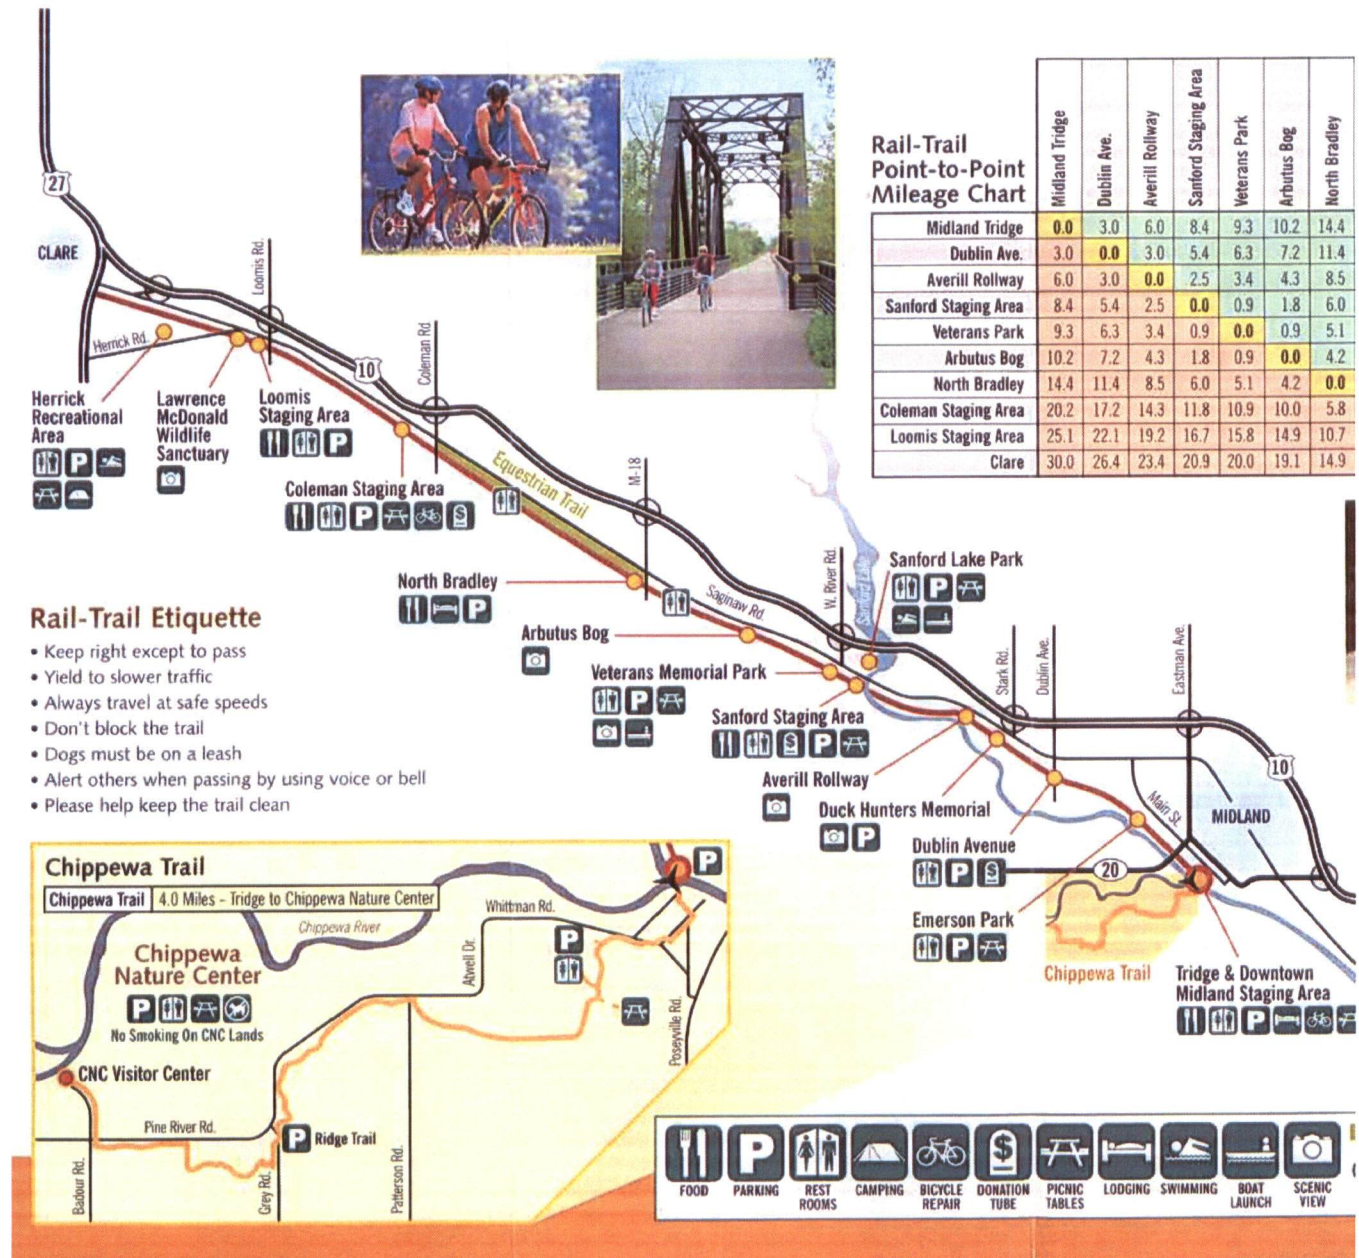 27
CLARE
Loomis Rd.
Herrick Rd.
10
Coleman Rd
Herrick
Recreational
Area
P
Lawrence
McDonald
Wildlife
Sanctuary
Loomis
Staging Area
P
Coleman Staging Area
P
$
Equestrian Trail
M-18
North Bradley
P
Saginaw Rd.
Arbutus Bog
W. River Rd.
Sanford Lake
Sanford Lake Park
P
Veterans Memorial Park
P
Sanford Staging Area
$
P
Stark Rd.
Dublin Ave.
Eastman Ave.
Averill Rollway
Duck Hunters Memorial
P
Dublin Avenue
P
$
Main St.
MIDLAND
10
20
Emerson Park
P
Chippewa Trail
Tridge & Downtown
Midland Staging Area
P
Rail-Trail
Point-to-Point
Mileage Chart
Midland Tridge
Dublin Ave.
Averill Rollway
Sanford Staging Area
Veterans Park
Arbutus Bog
North Bradley
Midland Tridge 0.0 3.0 6.0 8.4 9.3 10.2 14.4
Dublin Ave. 3.0 0.0 3.0 5.4 6.3 7.2 11.4
Averill Rollway 6.0 3.0 0.0 2.5 3.4 4.3 8.5
Sanford Staging Area 8.4 5.4 2.5 0.0 0.9 1.8 6.0
Veterans Park 9.3 6.3 3.4 0.9 0.0 0.9 5.1
Arbutus Bog 10.2 7.2 4.3 1.8 0.9 0.0 4.2
North Bradley 14.4 11.4 8.5 6.0 5.1 4.2 0.0
Coleman Staging Area 20.2 17.2 14.3 11.8 10.9 10.0 5.8
Loomis Staging Area 25.1 22.1 19.2 16.7 15.8 14.9 10.7
Clare 30.0 26.4 23.4 20.9 20.0 19.1 14.9
Rail-Trail Etiquette
• Keep right except to pass
• Yield to slower traffic
• Always travel at safe speeds
• Don't block the trail
• Dogs must be on a leash
• Alert others when passing by using voice or bell
• Please help keep the trail clean
Chippewa Trail
Chippewa Trail 4.0 Miles - Tridge to Chippewa Nature Center
P
Whittman Rd.
Chippewa River
Chippewa
Nature Center
P
No Smoking On CNC Lands
Atwell Dr.
P
Poseyville Rd.
CNC Visitor Center
Pine River Rd.
P Ridge Trail
Badour Rd.
Grey Rd.
Patterson Rd.
P
$
FOOD
PARKING
REST
ROOMS
CAMPING
BICYCLE
REPAIR
DONATION
TUBE
PICNIC
TABLES
LODGING
SWIMMING
BOAT
LAUNCH
SCENIC
VIEW